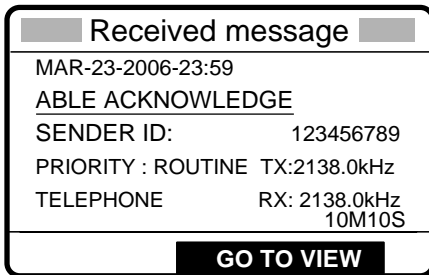 Received message
MAR-23-2006-23:59
ABLE ACKNOWLEDGE
SENDER ID: 123456789
PRIORITY : ROUTINE TX:2138.0kHz
TELEPHONE RX: 2138.0kHz
10M10S
GO TO VIEW